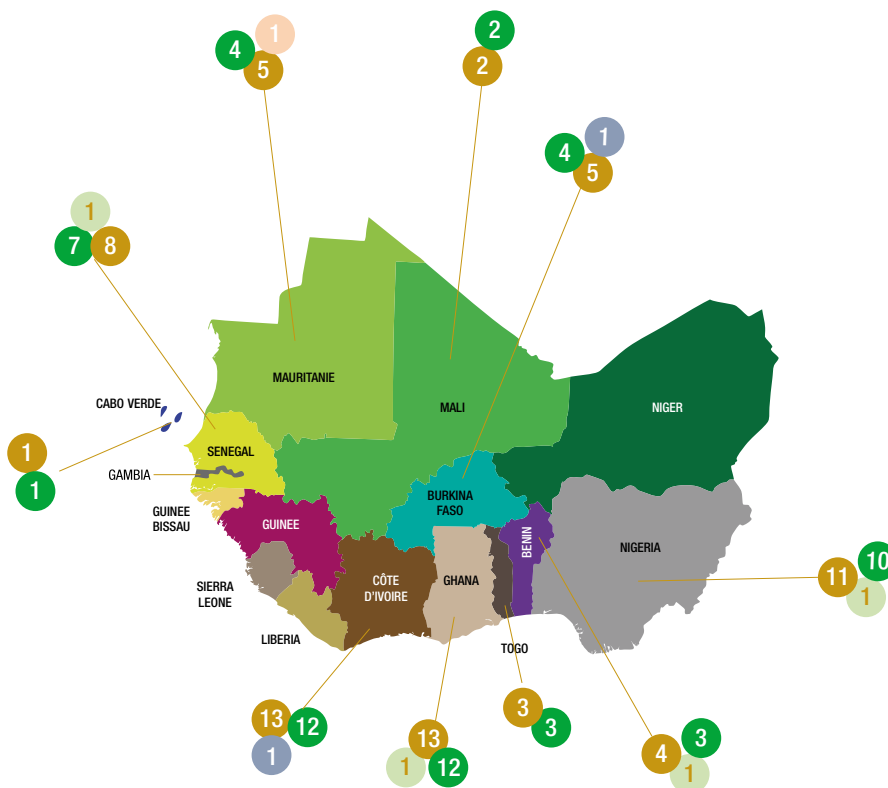 1
4
5
2
2
1
4
5
1
7
8
MAURITANIE
CABO VERDE
MALI
NIGER
1
SENEGAL
GAMBIA
1
BURKINA
FASO
GUINEE
BISSAU
GUINEE
BENIN
NIGERIA
10
11
1
SIERRA
LEONE
CÔTE
D'IVOIRE
GHANA
LIBERIA
TOGO
13
12
1
13
1
12
3
3
3
4
1